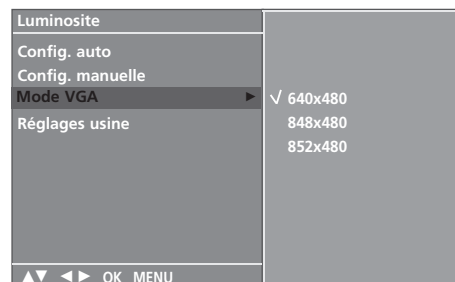 Luminosite
Config. auto
Config. manuelle
Mode VGA ►
Réglages usine
√ 640x480
848x480
852x480
▲▼ ◄► OK MENU